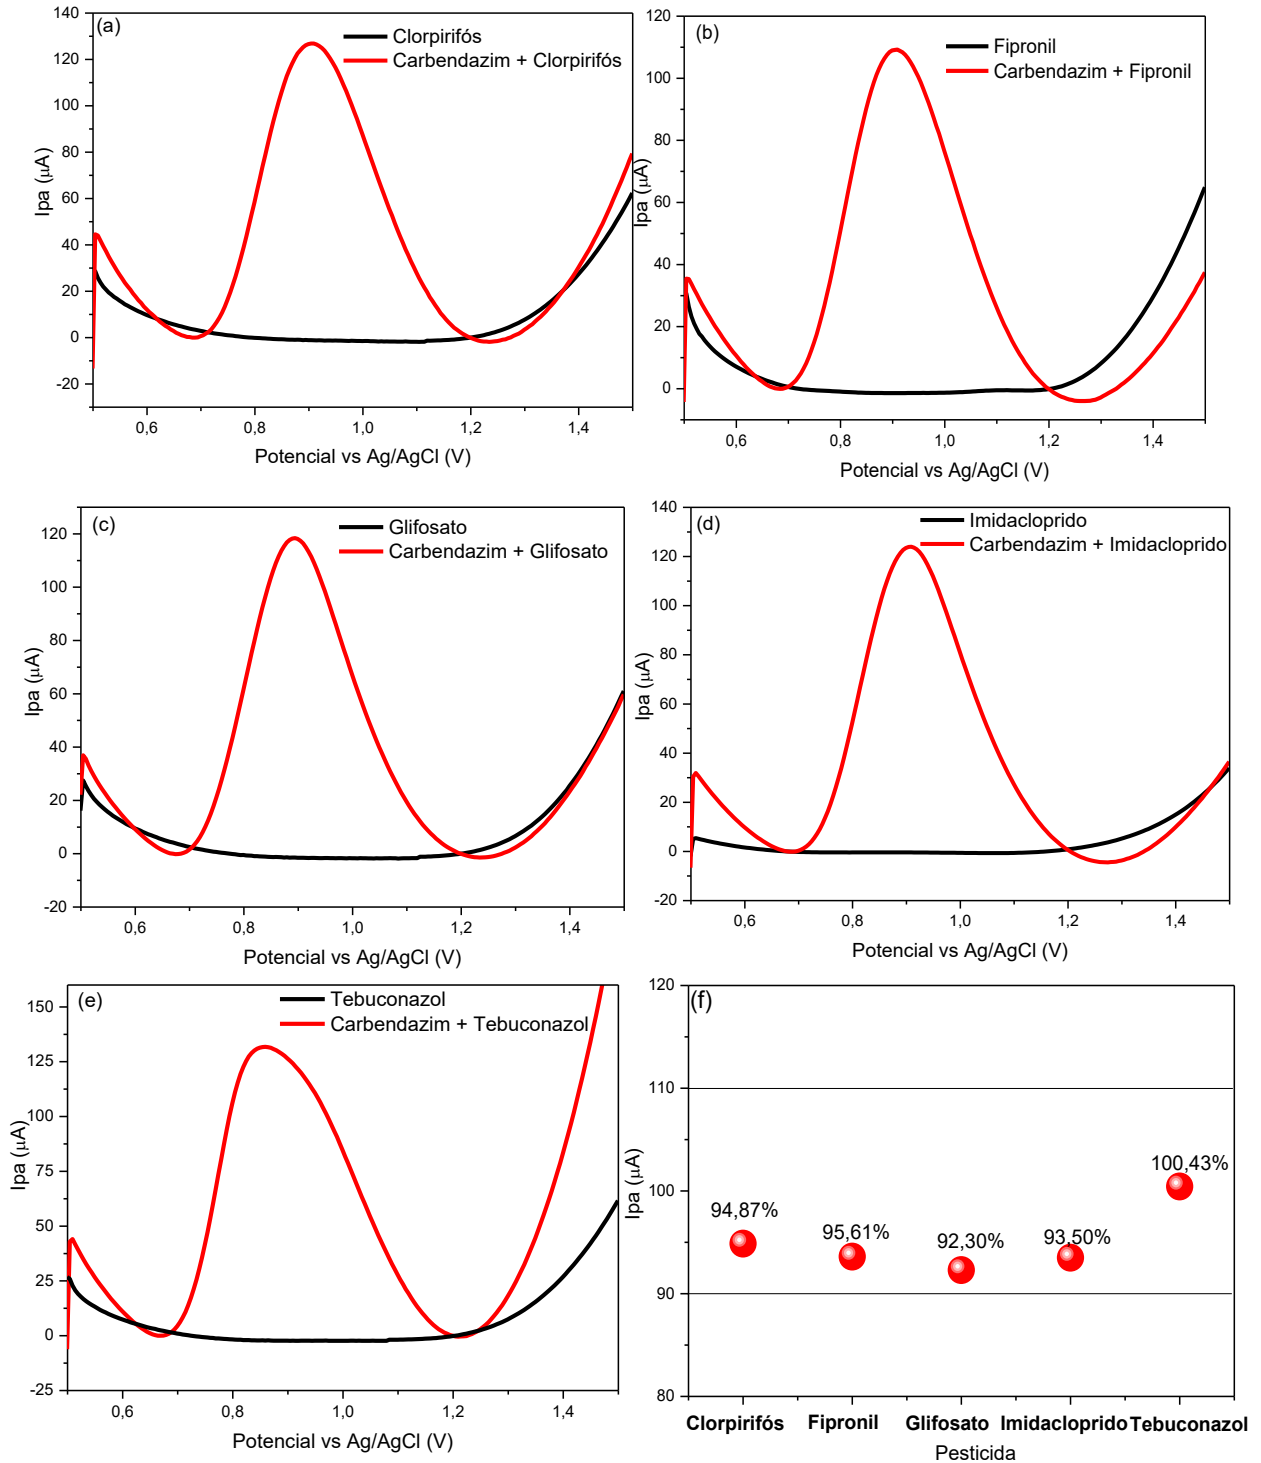 (a)
Clorpirifós
Carbendazim + Clorpirifós
140
120
100
80
60
40
20
0
-20
Ipa (µA)
0,6 0,8 1,0 1,2 1,4
Potencial vs Ag/AgCl (V)
(b)
Fipronil
Carbendazim + Fipronil
120
100
80
60
40
20
0
Ipa (µA)
0,6 0,8 1,0 1,2 1,4
Potencial vs Ag/AgCl (V)
(c)
Glifosato
Carbendazim + Glifosato
120
100
80
60
40
20
0
-20
Ipa (µA)
0,6 0,8 1,0 1,2 1,4
Potencial vs Ag/AgCl (V)
(d)
Imidacloprido
Carbendazim + Imidacloprido
140
120
100
80
60
40
20
0
-20
Ipa (µA)
0,6 0,8 1,0 1,2 1,4
Potencial vs Ag/AgCl (V)
(e)
Tebuconazol
Carbendazim + Tebuconazol
150
125
100
75
50
25
0
-25
Ipa (µA)
0,6 0,8 1,0 1,2 1,4
Potencial vs Ag/AgCl (V)
(f)
120
110
100
90
80
Ipa (µA)
94,87%
95,61%
92,30%
93,50%
100,43%
Clorpirifós Fipronil Glifosato Imidacloprido Tebuconazol
Pesticida